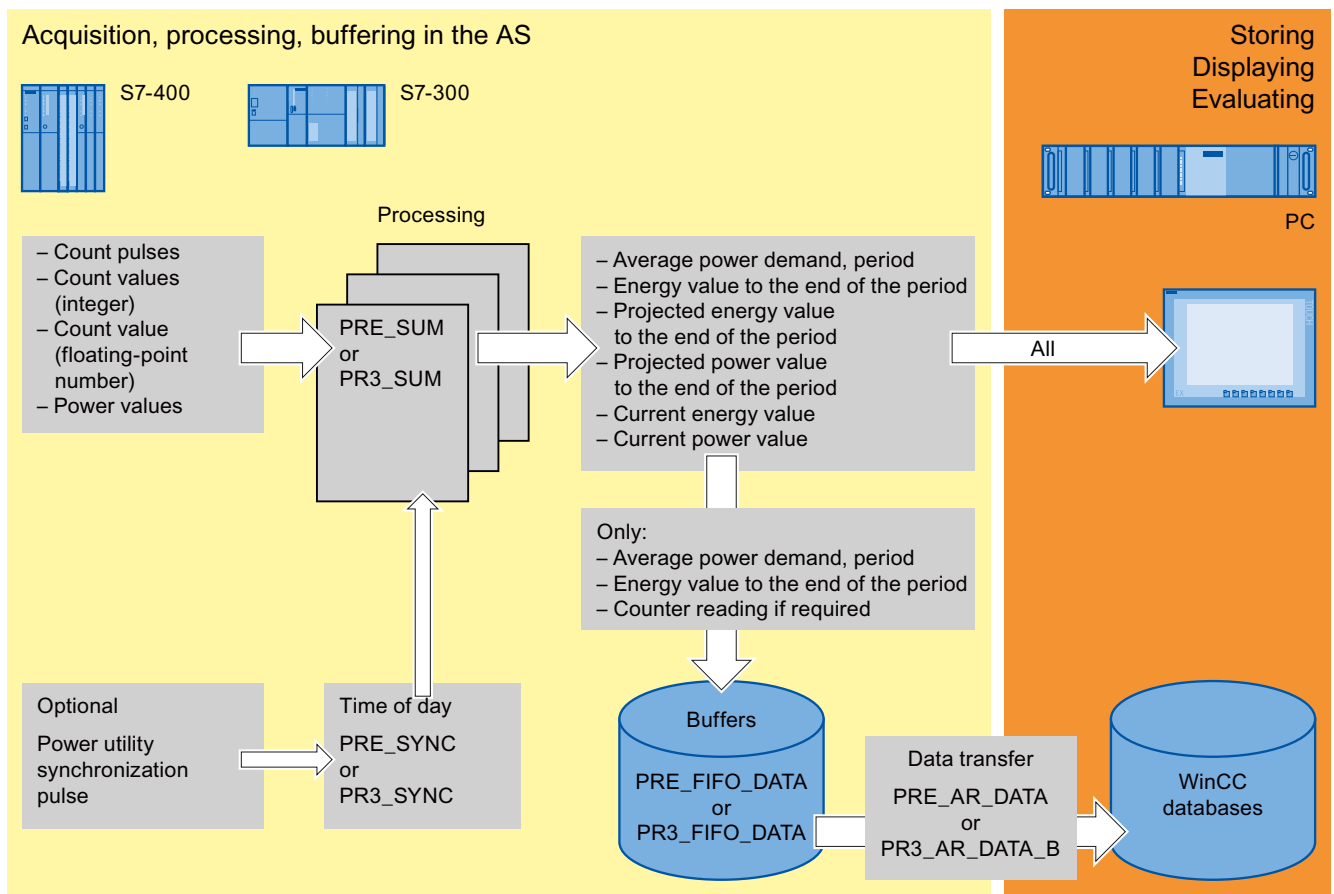 Acquisition, processing, buffering in the AS
Storing
Displaying
Evaluating
S7-400
S7-300
PC
Processing
– Count pulses
– Count values
(integer)
– Count value
(floating-point
number)
– Power values
PRE_SUM
or
PR3_SUM
– Average power demand, period
– Energy value to the end of the period
– Projected energy value
to the end of the period
– Projected power value
to the end of the period
– Current energy value
– Current power value
All
TOUCH
Only:
– Average power demand, period
– Energy value to the end of the period
– Counter reading if required
Optional
Power utility
synchronization
pulse
Time of day
PRE_SYNC
or
PR3_SYNC
Buffers
PRE_FIFO_DATA
or
PR3_FIFO_DATA
Data transfer
PRE_AR_DATA
or
PR3_AR_DATA_B
WinCC
databases